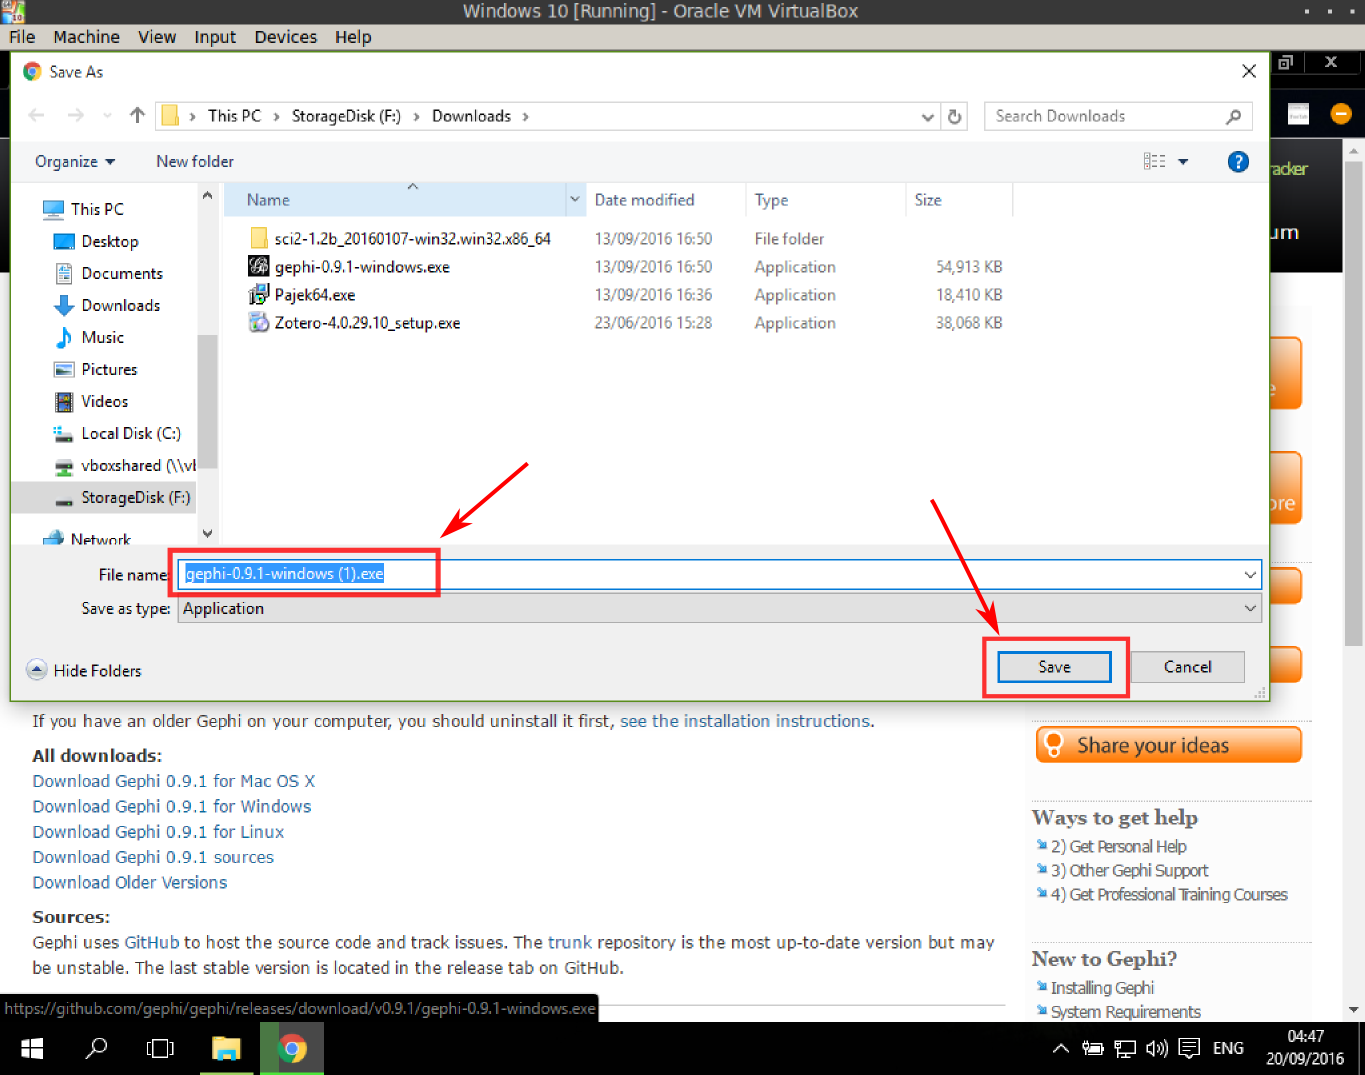 Windows 10 [Running] - Oracle VM VirtualBox
File Machine View Input Devices Help
Save As
This PC StorageDisk (F:) Downloads
Search Downloads
Organize New folder
?
Name Date modified Type Size
sci2-1.2b_20160107-win32.win32.x86_64 13/09/2016 16:50 File folder
gephi-0.9.1-windows.exe 13/09/2016 16:50 Application 54,913 KB
Pajek64.exe 13/09/2016 16:36 Application 18,410 KB
Zotero-4.0.29.10_setup.exe 23/06/2016 15:28 Application 38,068 KB
This PC
Desktop
Documents
Downloads
Music
Pictures
Videos
Local Disk (C:)
vboxshared (\\vl
StorageDisk (F:)
Network
racker
um
e
ore
File name: gephi-0.9.1-windows (1).exe
Save as type: Application
Hide Folders
Save
Cancel
If you have an older Gephi on your computer, you should uninstall it first, see the installation instructions.
All downloads:
Download Gephi 0.9.1 for Mac OS X
Download Gephi 0.9.1 for Windows
Download Gephi 0.9.1 for Linux
Download Gephi 0.9.1 sources
Download Older Versions
Sources:
Gephi uses GitHub to host the source code and track issues. The trunk repository is the most up-to-date version but may
be unstable. The last stable version is located in the release tab on GitHub.
Share your ideas
Ways to get help
2) Get Personal Help
3) Other Gephi Support
4) Get Professional Training Courses
New to Gephi?
Installing Gephi
System Requirements
https://github.com/gephi/gephi/releases/download/v0.9.1/gephi-0.9.1-windows.exe
ENG
04:47
20/09/2016